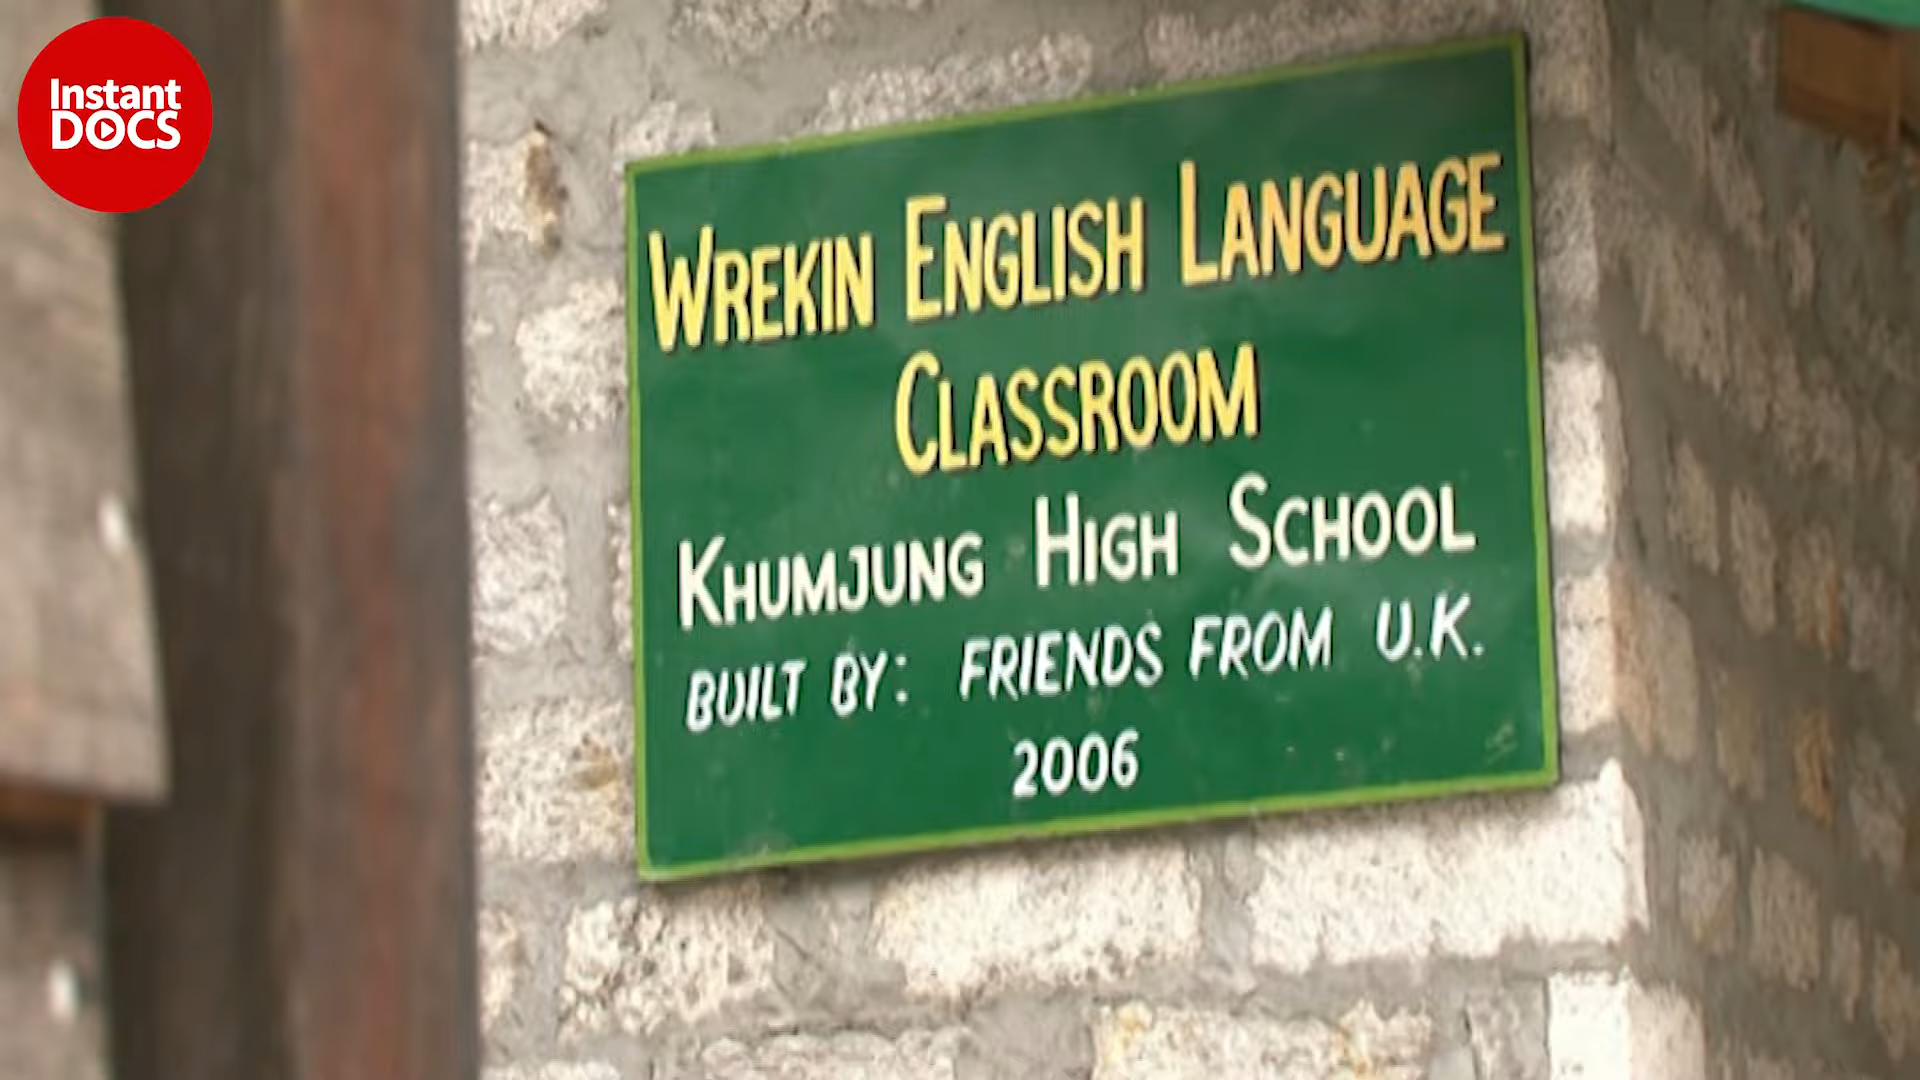 Instant
DOCS
WREKIN ENGLISH LANGUAGE
CLASSROOM
KHUMJUNG HIGH SCHOOL
BUILT BY: FRIENDS FROM U.K.
2006